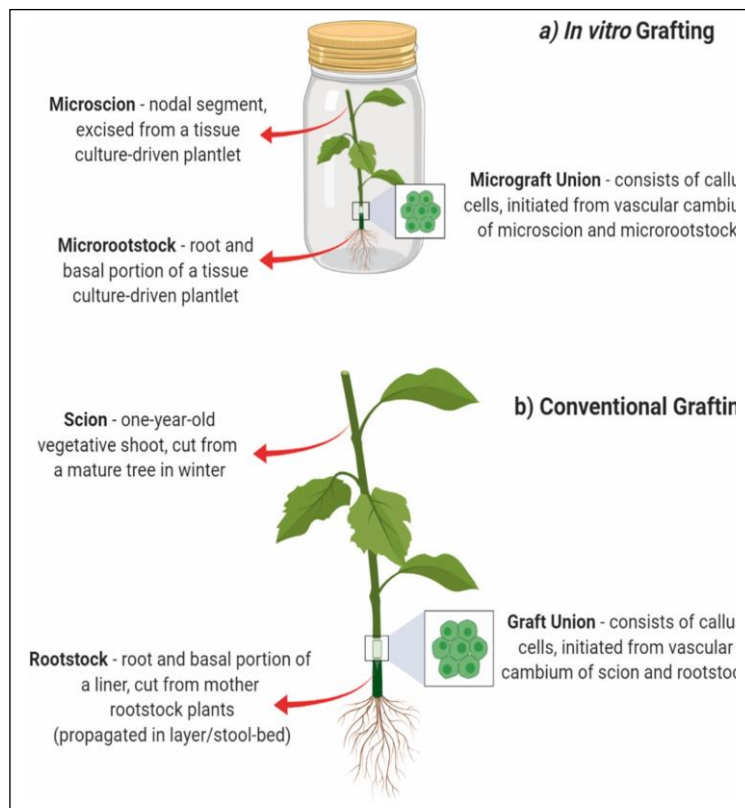 a) In vitro Grafting
Microscion - nodal segment,
excised from a tissue
culture-driven plantlet
Micrograft Union - consists of callu
cells, initiated from vascular cambiu
of microscion and microrootstock
Microrootstock - root and
basal portion of a tissue
culture-driven plantlet
b) Conventional Graftin
Scion - one-year-old
vegetative shoot, cut from
a mature tree in winter
Graft Union - consists of callu
cells, initiated from vascular
cambium of scion and rootstoc
Rootstock - root and basal portion of
a liner, cut from mother
rootstock plants
(propagated in layer/stool-bed)